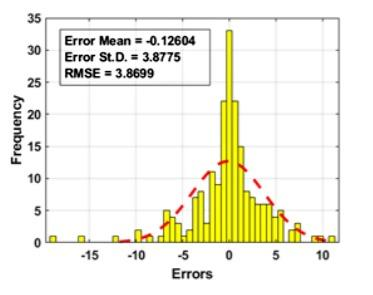 Error Mean = -0.12604
Error St.D. = 3.8775
RMSE = 3.8699
Frequency
35
30
25
20
15
10
5
0
-15 -10 -5 0 5 10
Errors